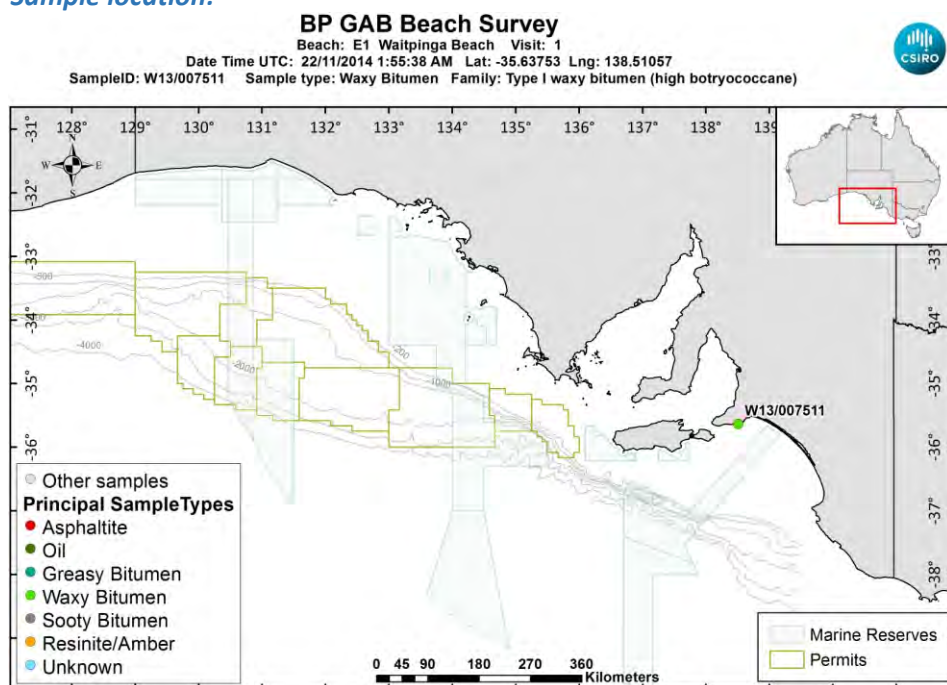 Sample location:
BP GAB Beach Survey
Beach: E1 Waitpinga Beach Visit: 1
Date Time UTC: 22/11/2014 1:55:38 AM Lat: -35.63753 Lng: 138.51057
SampleID: W13/007511 Sample type: Waxy Bitumen Family: Type I waxy bitumen (high botryococcane)
CSIRO
128° 129° 130° 131° 132° 133° 134° 135° 136° 137° 138° 139
-31°
-32°
-33°
-34°
-35°
-36°
-37°
-38°
-33°
-34°
-35°
-36°
-37°
-38°
N
W E
S
-200
-1000
-2000
-4000
W13/007511
Other samples
Principal SampleTypes
Asphaltite
Oil
Greasy Bitumen
Waxy Bitumen
Sooty Bitumen
Resinite/Amber
Unknown
0 45 90 180 270 360
Kilometers
Marine Reserves
Permits